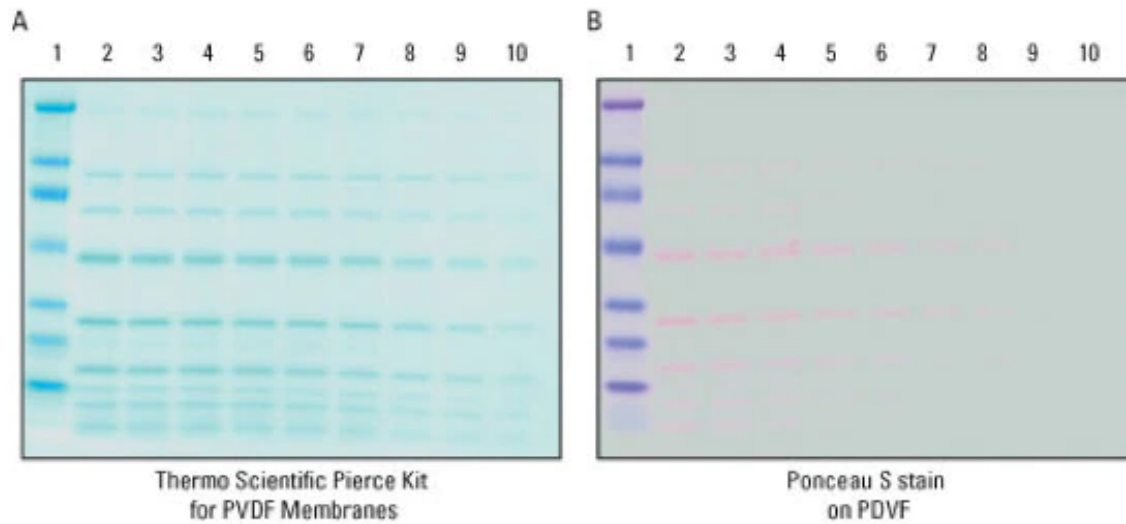 A
1 2 3 4 5 6 7 8 9 10
Thermo Scientific Pierce Kit
for PVDF Membranes
B
1 2 3 4 5 6 7 8 9 10
Ponceau S stain
on PDVF